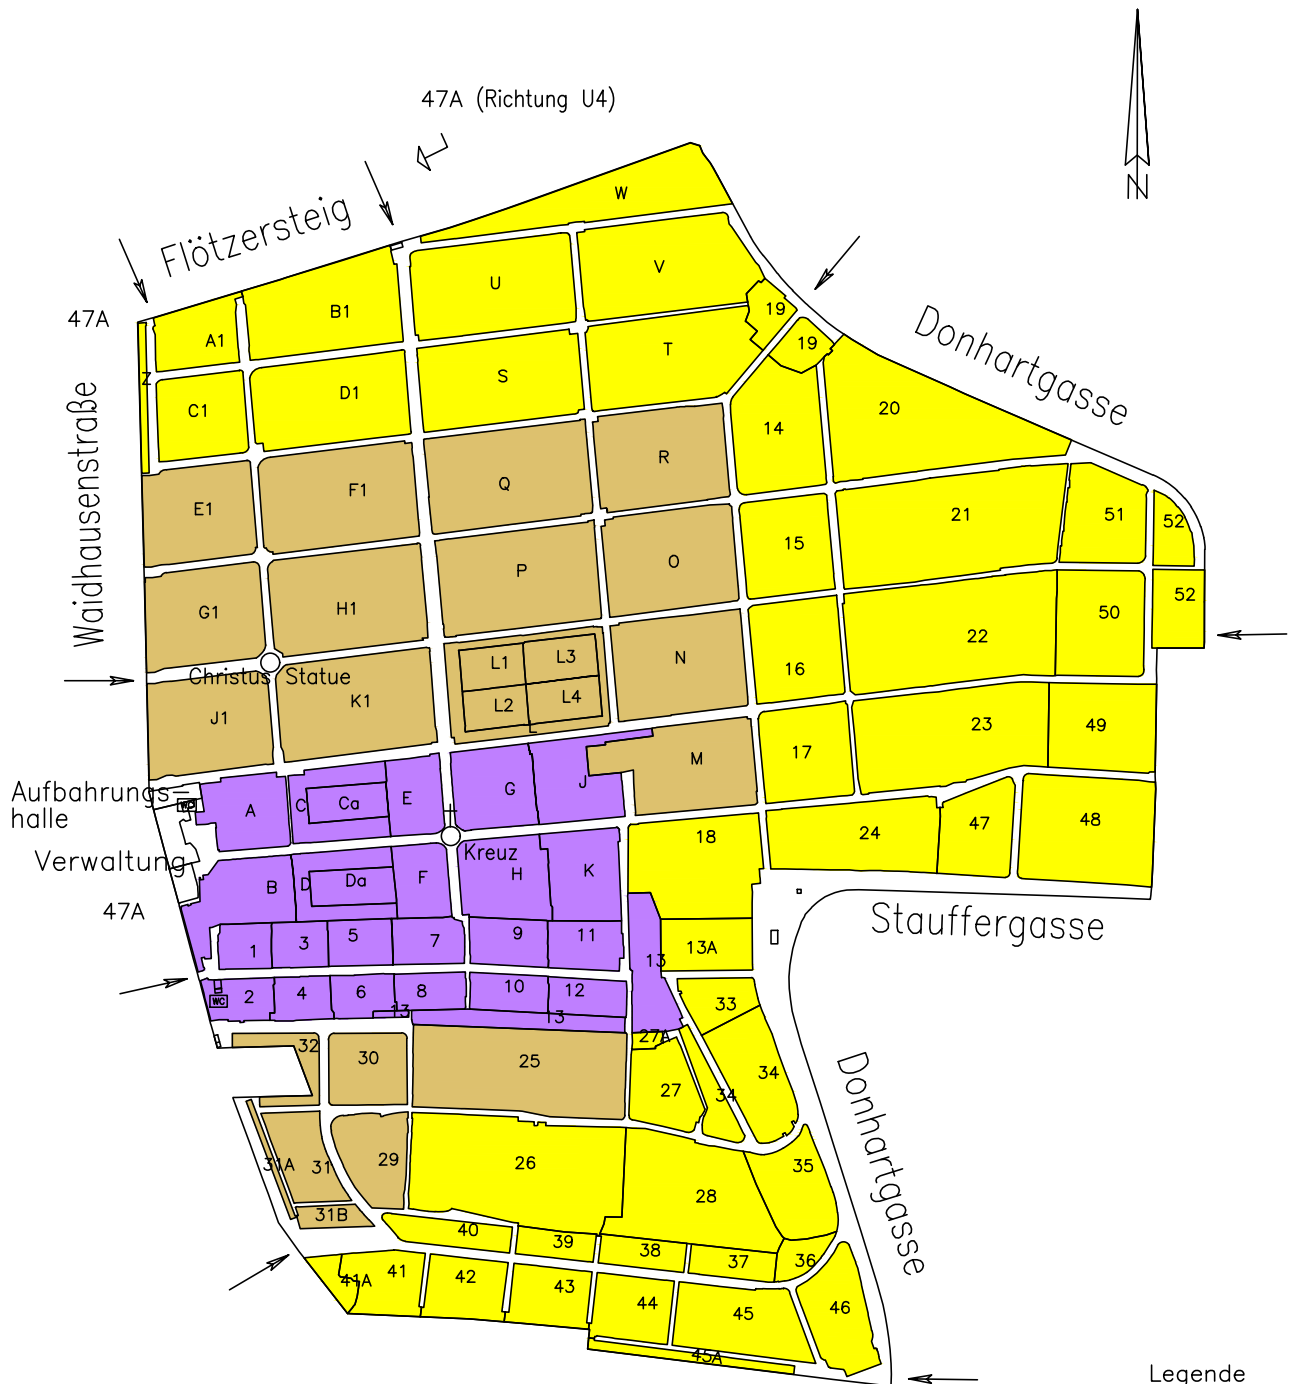 47A (Richtung U4)
N
Flötzersteig
W
V
U
B1
19
47A
A1
19
Donhartgasse
T
S
Z
D1
C1
20
14
Waidhausenstraße
R
Q
F1
E1
21
51
52
15
O
P
52
H1
G1
50
22
L1
L3
N
16
Christus Statue
L2
L4
K1
J1
23
49
17
M
Aufbahrungs-
halle
WC
A
C
Ca
E
G
J
18
24
47
48
Verwaltung
Kreuz
B
D
Da
F
H
K
47A
Stauffergasse
1
3
5
7
9
11
13
13A
WC
2
4
6
8
10
12
33
13
13
27A
32
30
25
27
34
34
Donhartgasse
31A
31
29
26
35
28
31B
40
39
38
37
36
41A
41
42
43
44
45
46
45A
Legende